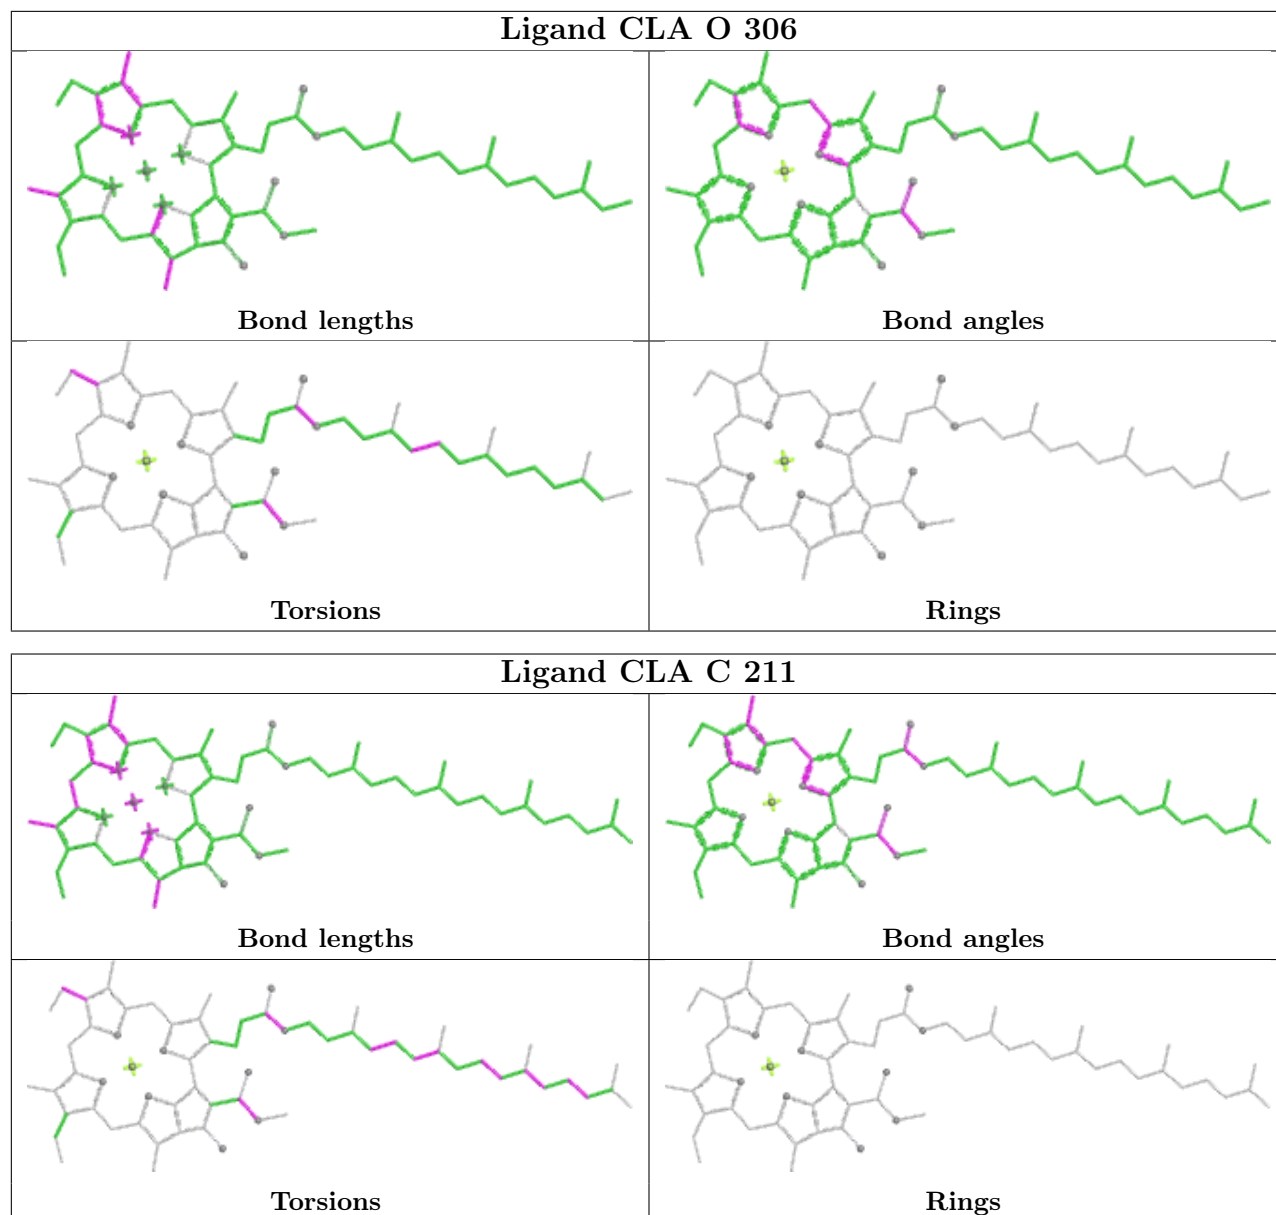 Ligand CLA O 306
Bond lengths
Bond angles
Torsions
Rings
Ligand CLA C 211
Bond lengths
Bond angles
Torsions
Rings